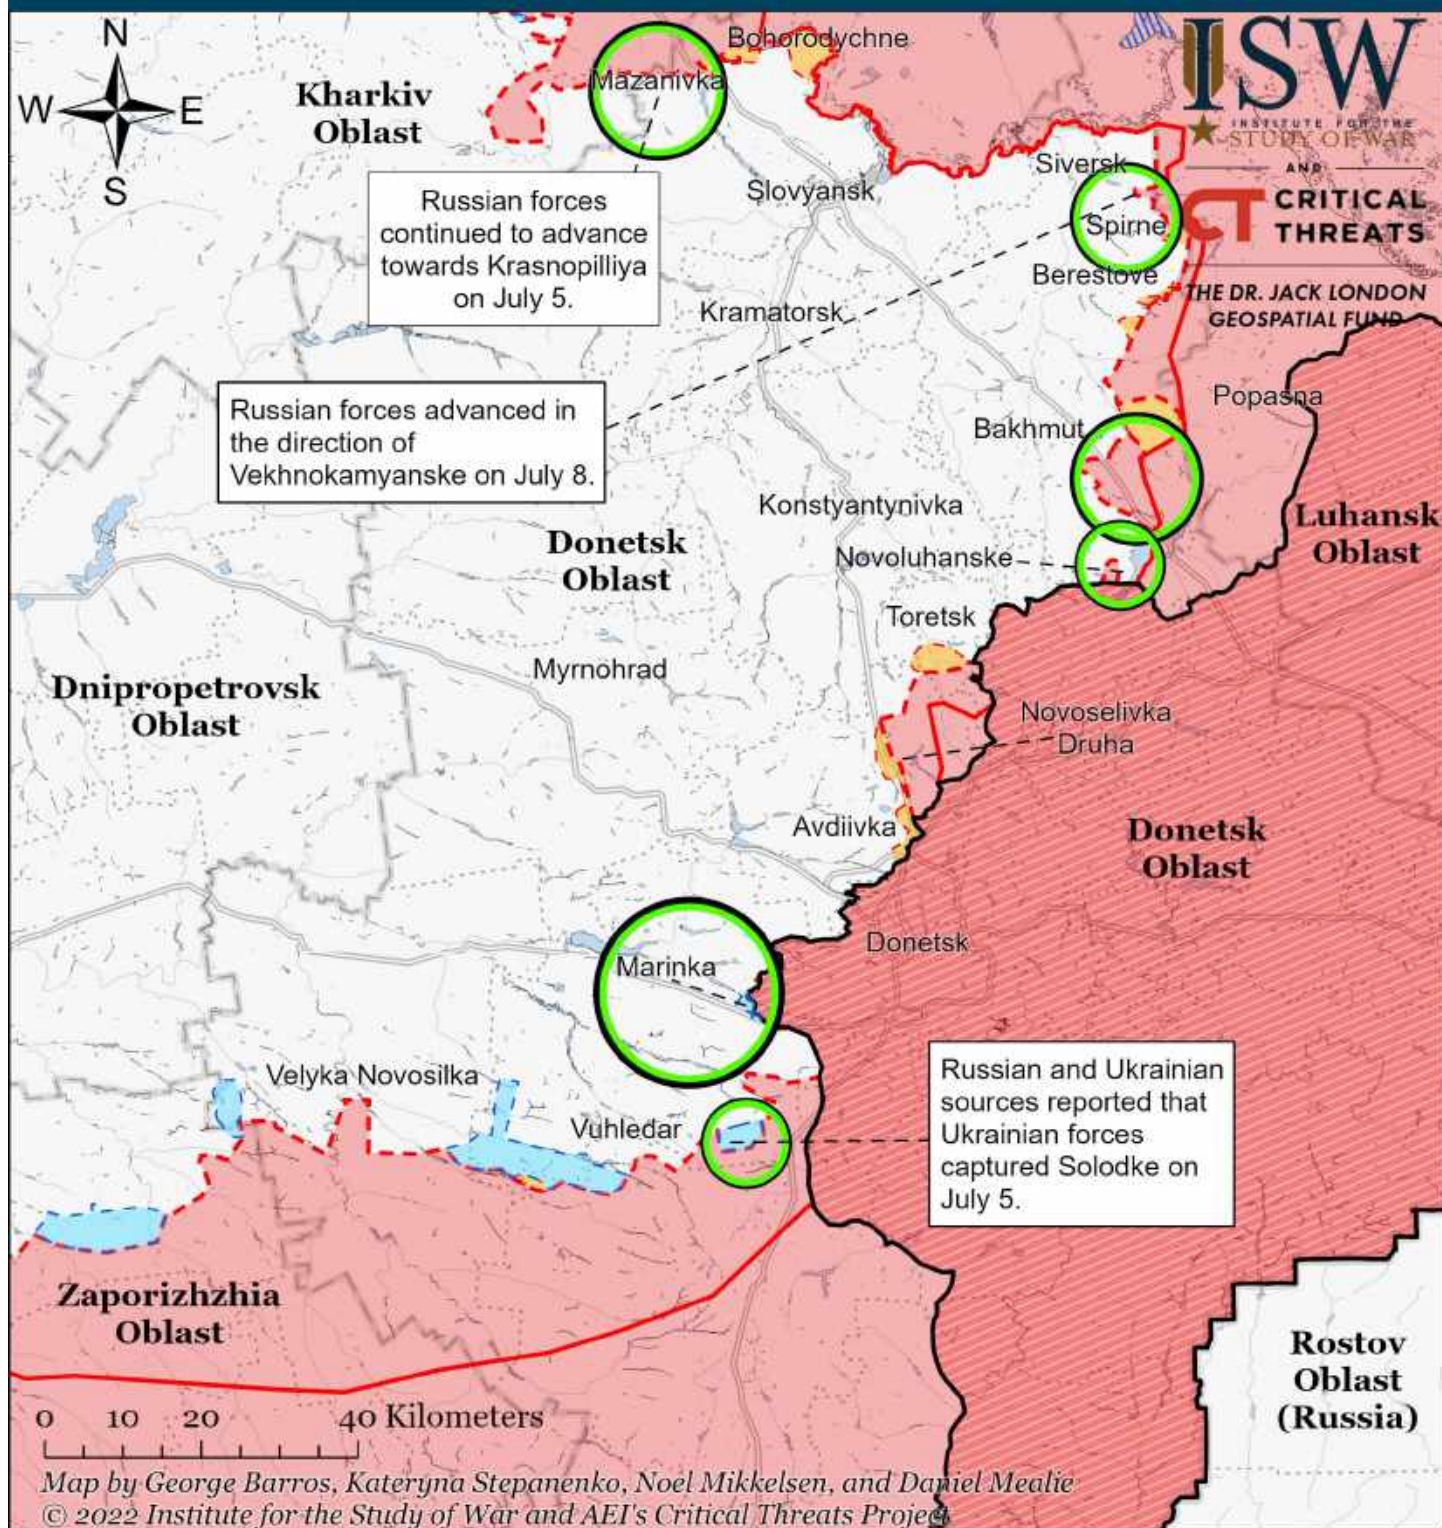 N
W
E
S
Kharkiv
Oblast
Mazanivka
Bohorodychne
ISW
INSTITUTE FOR THE
STUDY OF WAR
AND
CT CRITICAL
THREATS
THE DR. JACK LONDON
GEOSPATIAL FUND
Russian forces
continued to advance
towards Krasnopilliya
on July 5.
Slovyansk
Siversk
Spirne
Berestove
Kramatorsk
Russian forces advanced in
the direction of
Vekhnokamyanske on July 8.
Popasna
Bakhmut
Konstyantynivka
Luhansk
Oblast
Donetsk
Oblast
Novoluhanske
Toretsk
Myrnohrad
Dnipropetrovsk
Oblast
Novoselivka
Druha
Avdiivka
Donetsk
Oblast
Donetsk
Marinka
Velyka Novosilka
Vuhledar
Russian and Ukrainian
sources reported that
Ukrainian forces
captured Solodke on
July 5.
Zaporizhzhia
Oblast
Rostov
Oblast
(Russia)
0 10 20 40 Kilometers
Map by George Barros, Kateryna Stepanenko, Noel Mikkelsen, and Daniel Mealie
© 2022 Institute for the Study of War and AEI's Critical Threats Project